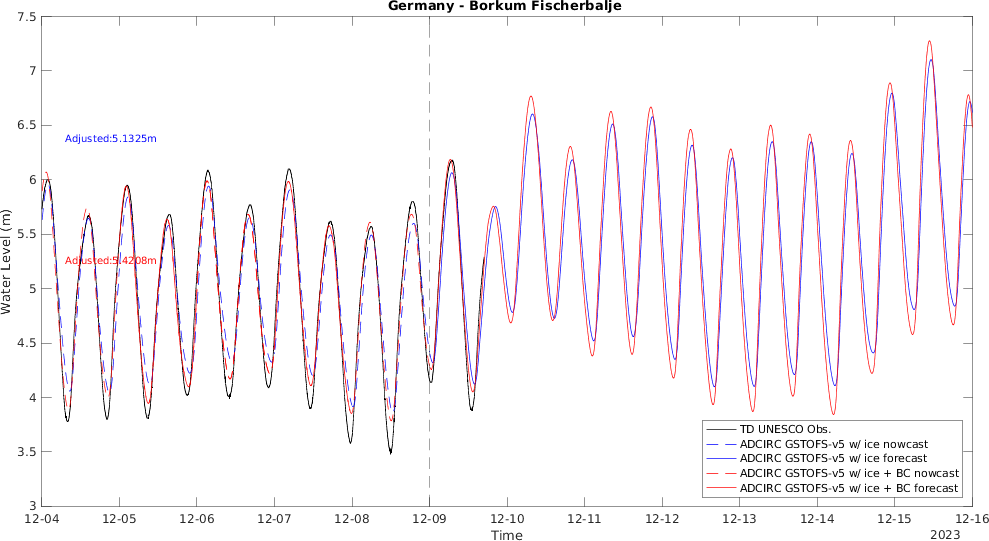 Germany - Borkum Fischerbalje
7.5
7
6.5
6
5.5
5
4.5
4
3.5
3
Water Level (m)
Adjusted:5.1325m
Adjusted:5.4208m
TD UNESCO Obs.
ADCIRC GSTOFS-v5 w/ ice nowcast
ADCIRC GSTOFS-v5 w/ ice forecast
ADCIRC GSTOFS-v5 w/ ice + BC nowcast
ADCIRC GSTOFS-v5 w/ ice + BC forecast
12-04 12-05 12-06 12-07 12-08 12-09 12-10 12-11 12-12 12-13 12-14 12-15 12-16
Time
2023